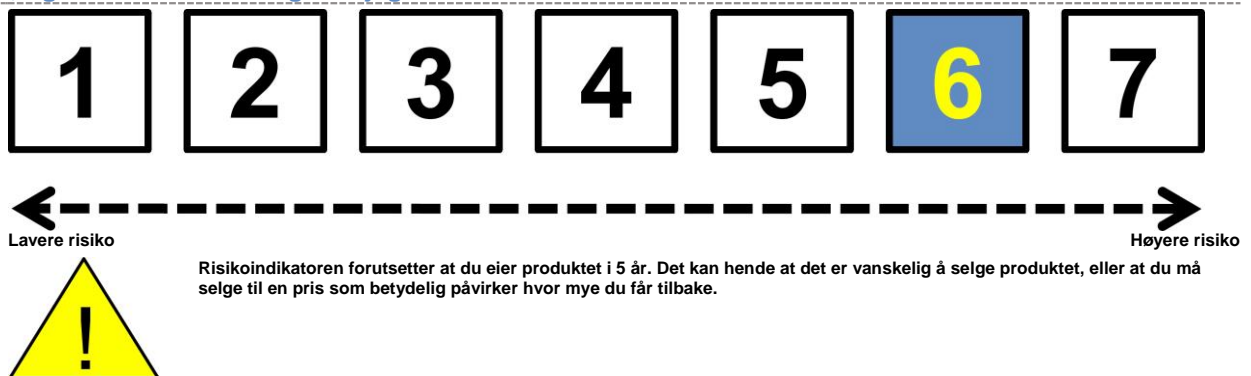 1 2 3 4 5 6 7
Lavere risiko Høyere risiko
Risikoindikatoren forutsetter at du eier produktet i 5 år. Det kan hende at det er vanskelig å selge produktet, eller at du må
selge til en pris som betydelig påvirker hvor mye du får tilbake.
!